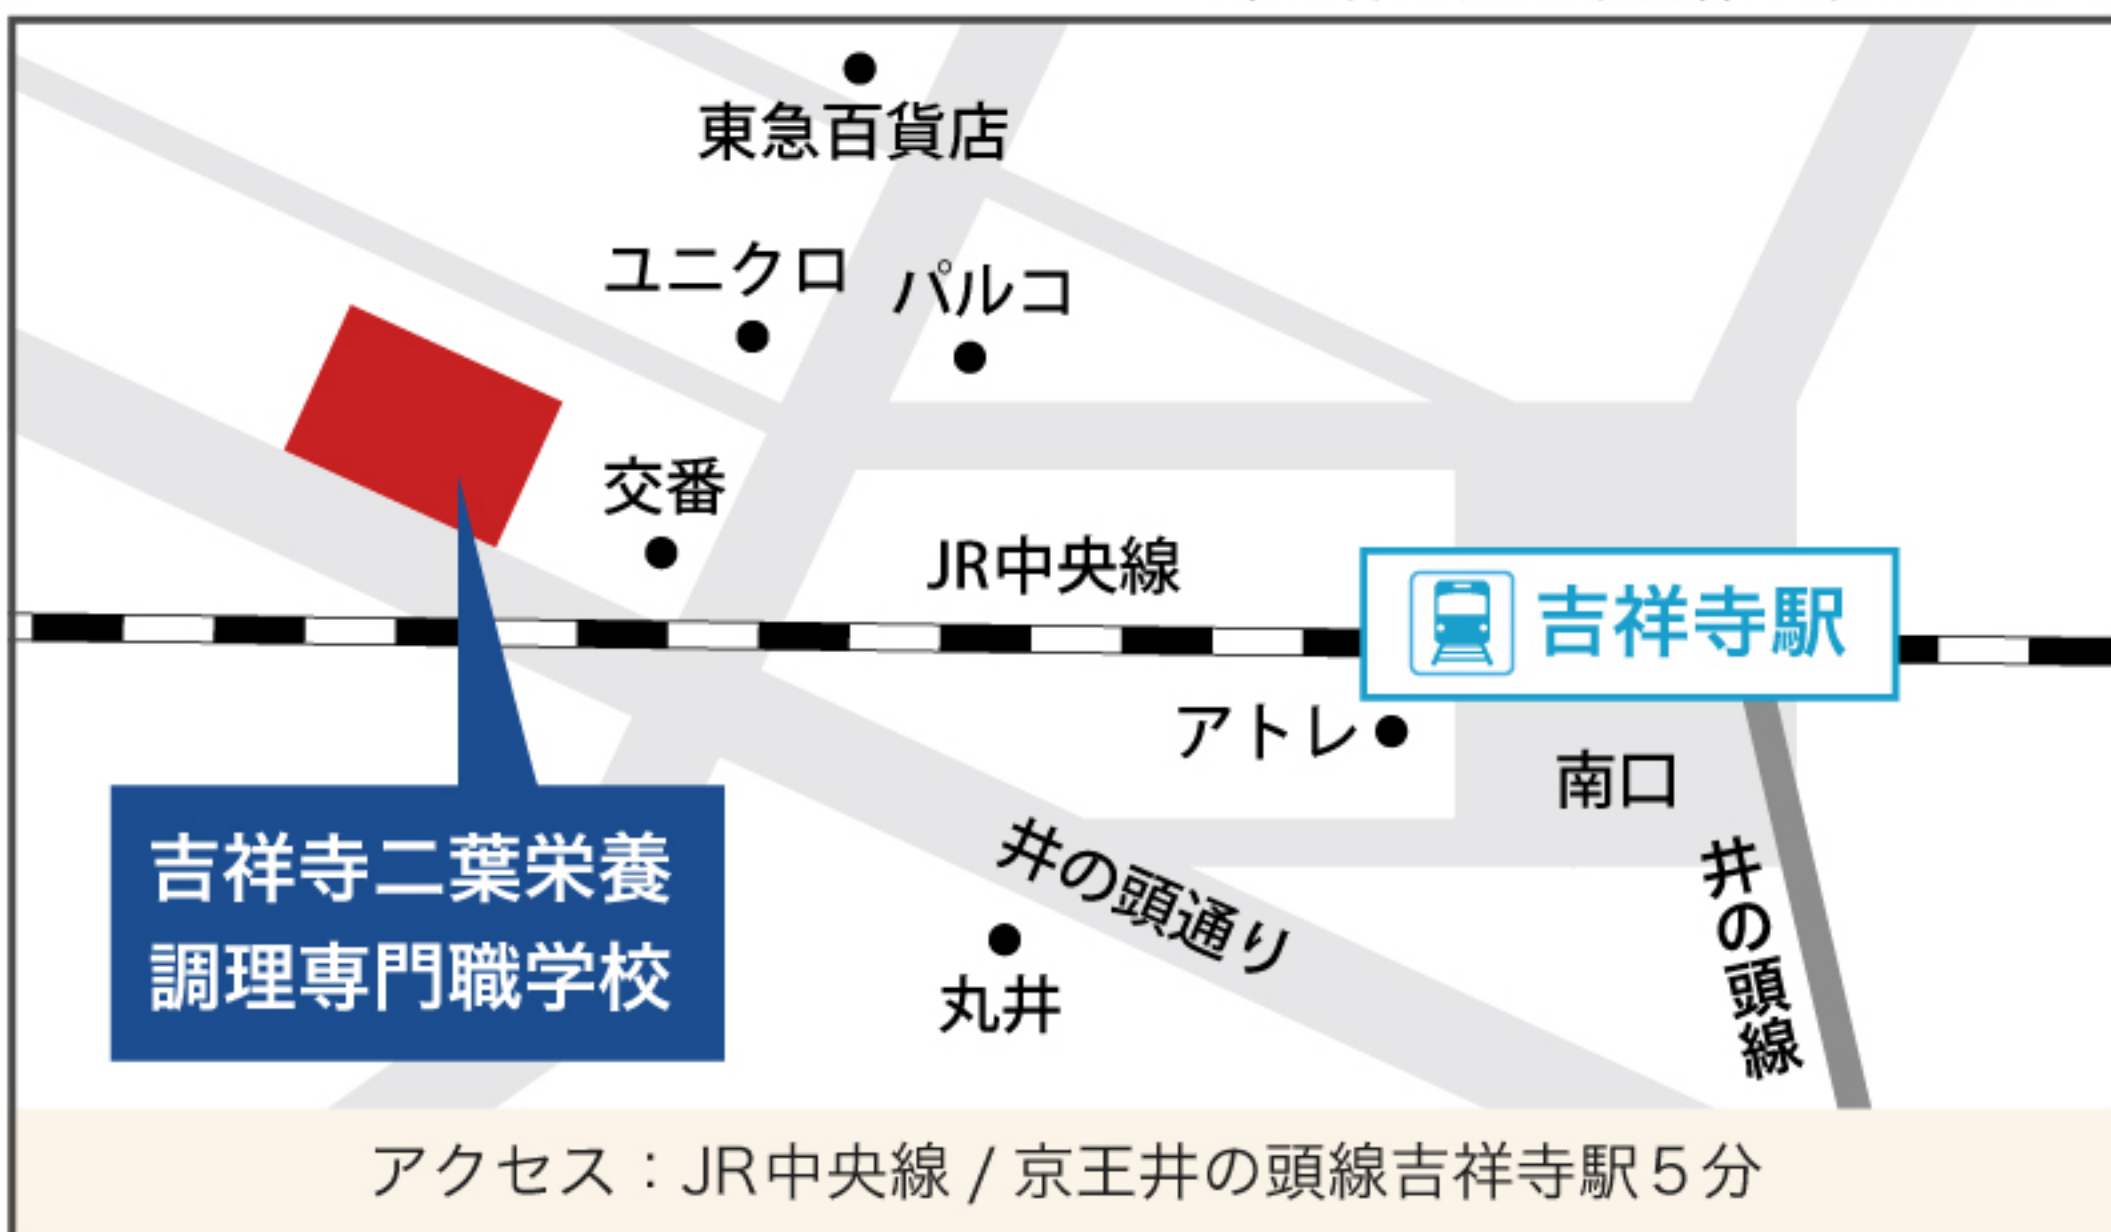 東急百貨店
ユニクロ
パルコ
交番
JR中央線
吉祥寺駅
アトレ
南口
井の頭通り
井の頭線
丸井
吉祥寺二葉栄養
調理専門職学校
アクセス：JR中央線 / 京王井の頭線吉祥寺駅５分